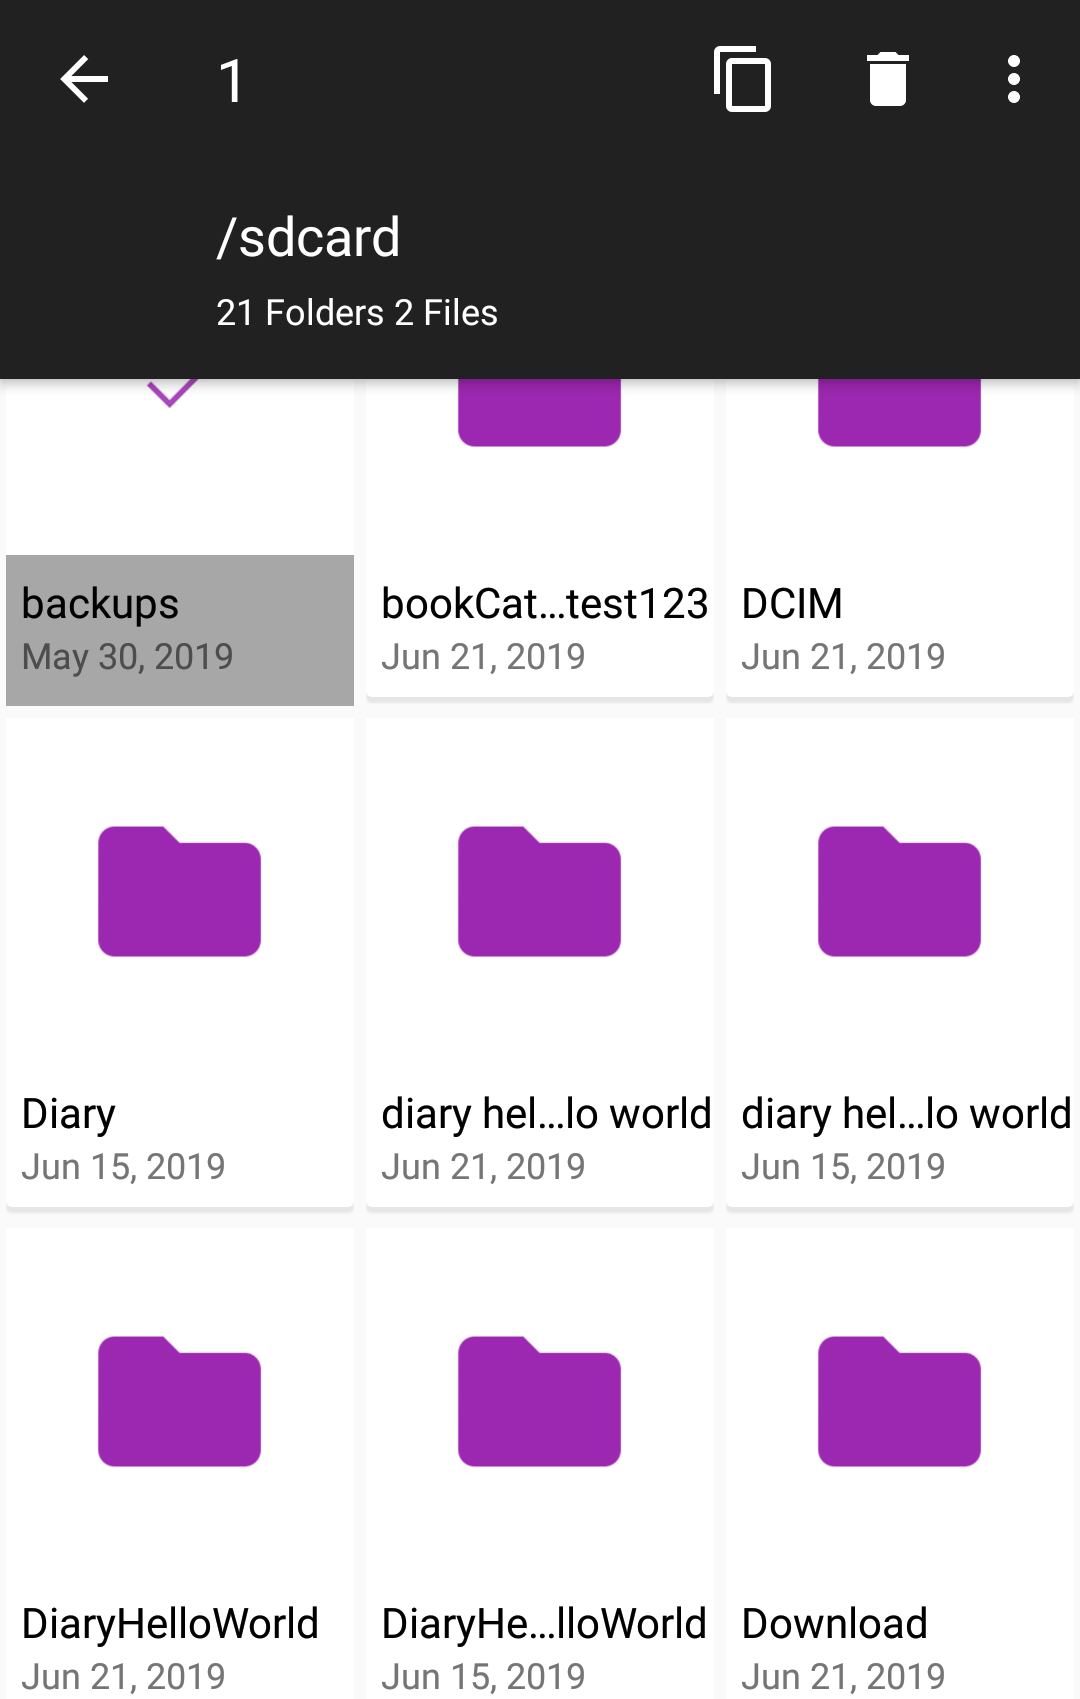 1
/sdcard
21 Folders 2 Files
backups
May 30, 2019
bookCat...test123
Jun 21, 2019
DCIM
Jun 21, 2019
Diary
Jun 15, 2019
diary hel...lo world
Jun 21, 2019
diary hel...lo world
Jun 15, 2019
DiaryHelloWorld
Jun 21, 2019
DiaryHe...lloWorld
Jun 15, 2019
Download
Jun 21, 2019